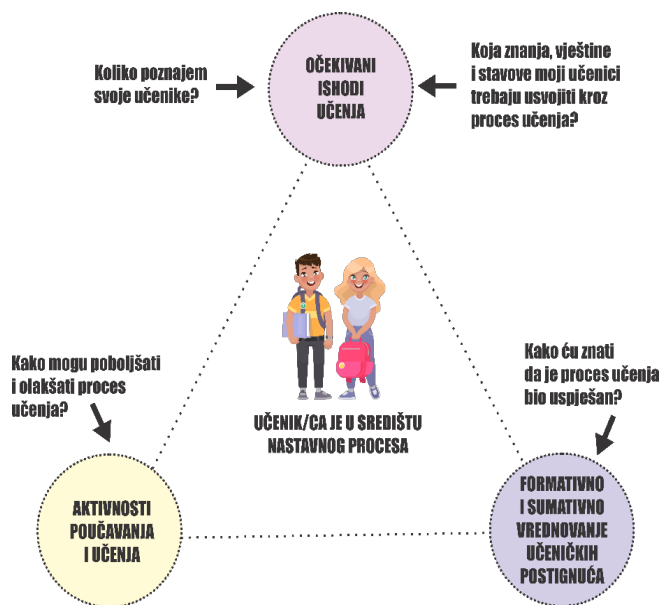 OČEKIVANI
ISHODI
UČENJA
Koliko poznajem
svoje učenike?
Koja znanja, vještine
i stavove moji učenici
trebaju usvojiti kroz
proces učenja?
Kako mogu poboljšati
i olakšati proces
učenja?
Kako ću znati
da je proces učenja
bio uspješan?
UČENIK/CA JE U SREDIŠTU
NASTAVNOG PROCESA
AKTIVNOSTI
POUČAVANJA
I UČENJA
FORMATIVNO
I SUMATIVNO
VREDNOVANJE
UČENIČKIH
POSTIGNUĆA